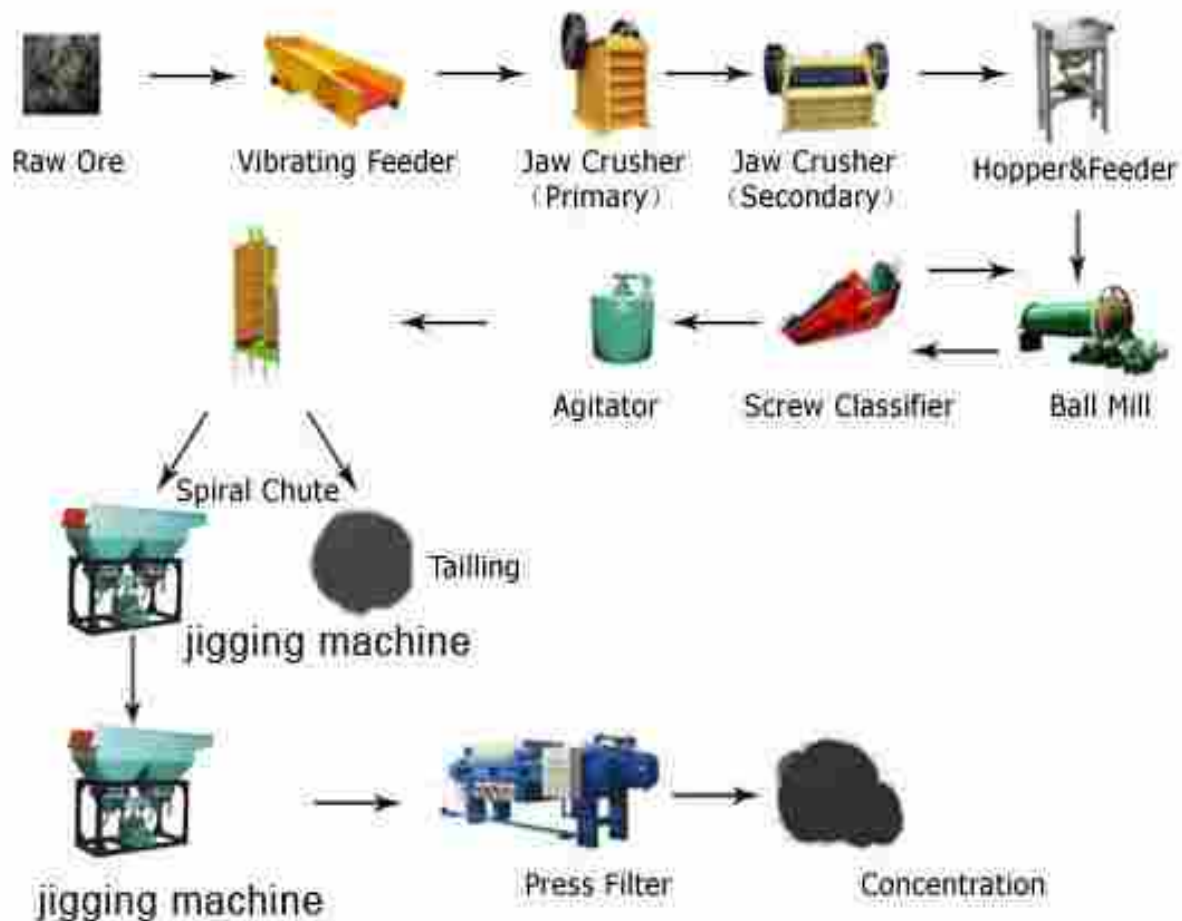 Raw Ore
Vibrating Feeder
Jaw Crusher
(Primary)
Jaw Crusher
(Secondary)
Hopper&Feeder
Agitator
Screw Classifier
Ball Mill
Spiral Chute
Tailling
jigging machine
jigging machine
Press Filter
Concentration